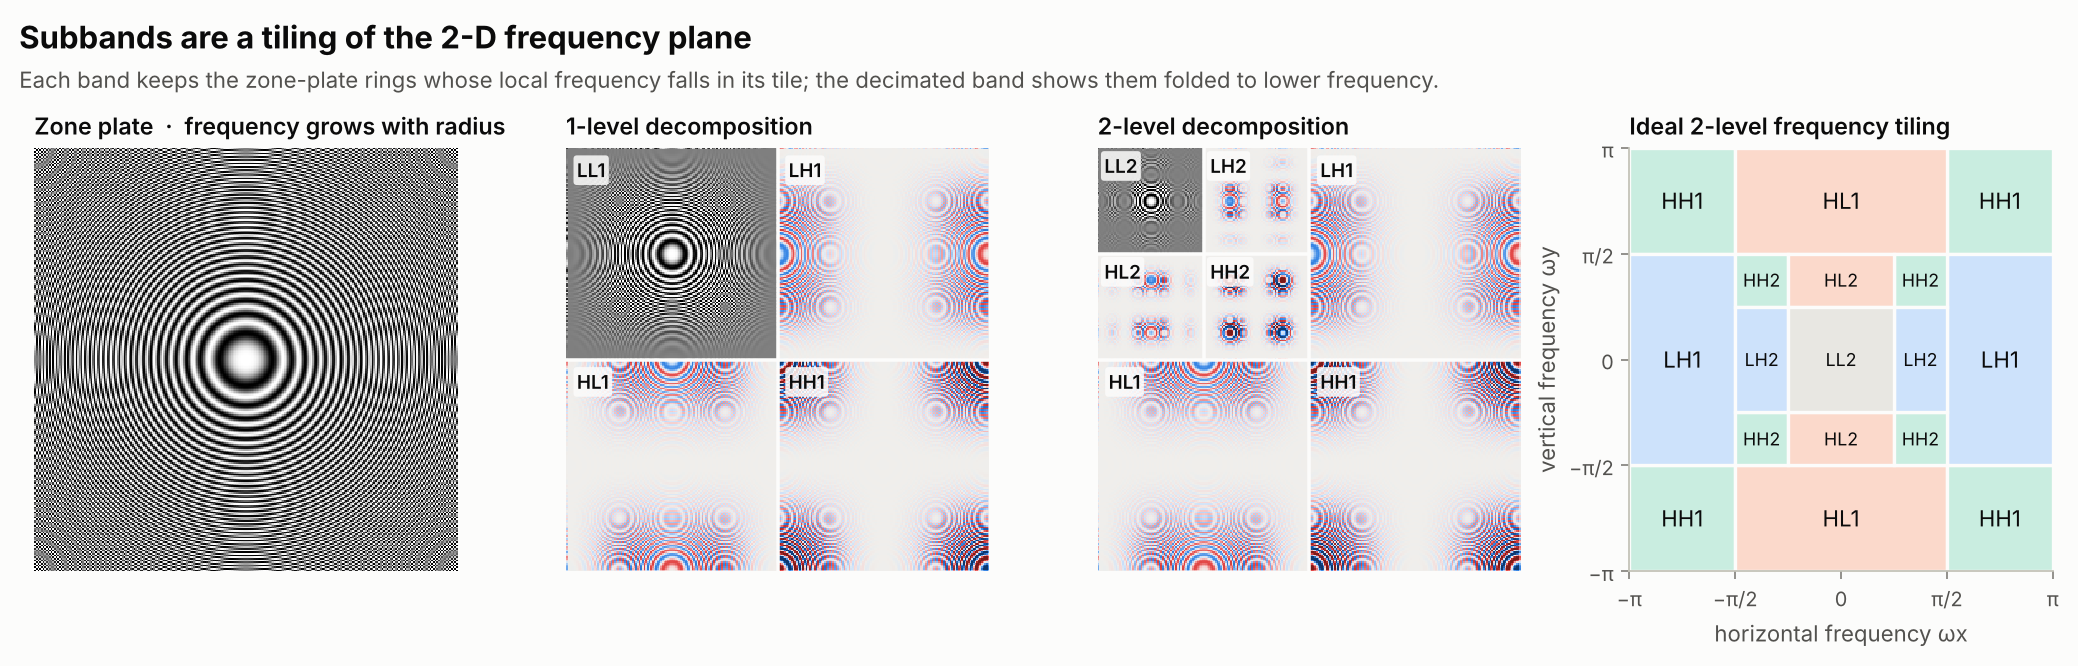 Subbands are a tiling of the 2-D frequency plane
Each band keeps the zone-plate rings whose local frequency falls in its tile; the decimated band shows them folded to lower frequency.
Zone plate · frequency grows with radius
1-level decomposition
LL1
LH1
HL1
HH1
2-level decomposition
LL2
LH2
LH1
HL2
HH2
HL1
HH1
Ideal 2-level frequency tiling
π
π/2
0
−π/2
−π
vertical frequency ωy
HH1
HL1
HH1
HH2
HL2
HH2
LH1
LH2
LL2
LH2
LH1
HH2
HL2
HH2
HH1
HL1
HH1
−π
−π/2
0
π/2
π
horizontal frequency ωx